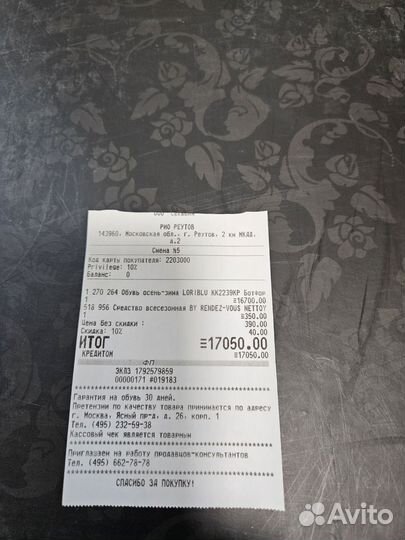 РИО РЕУТОВ
143960, Московская обл., г. Реутов, 2 км МКАД,
д.2
Смена №5
Код карты покупателя: 2203000
Privilege: 10%
Баланс: 0
1 270 264 Обувь осень-зима LORIBLU KK2239KP Ботфор
1 ≡16700.00
518 956 Средство всесезонная BY RENDEZ-VOUS NETTOY
1 ≡350.00
Цена без скидки : 390.00
Скидка: 10% 40.00
ИТОГ ≡17050.00
КРЕДИТОМ ≡17050.00
ФП
ЭКЛЗ 1792579859
00000171 #019183
Гарантия на обувь 30 дней.
Претензии по качеству товара принимаются по адресу
г. Москва, Ясный пр-д, д. 26, корп. 1
Тел. (495) 232-59-38
Кассовый чек является товарным
Приглашаем на работу продавцов-консультантов
Тел. (495) 662-78-78
СПАСИБО ЗА ПОКУПКУ!
Avito